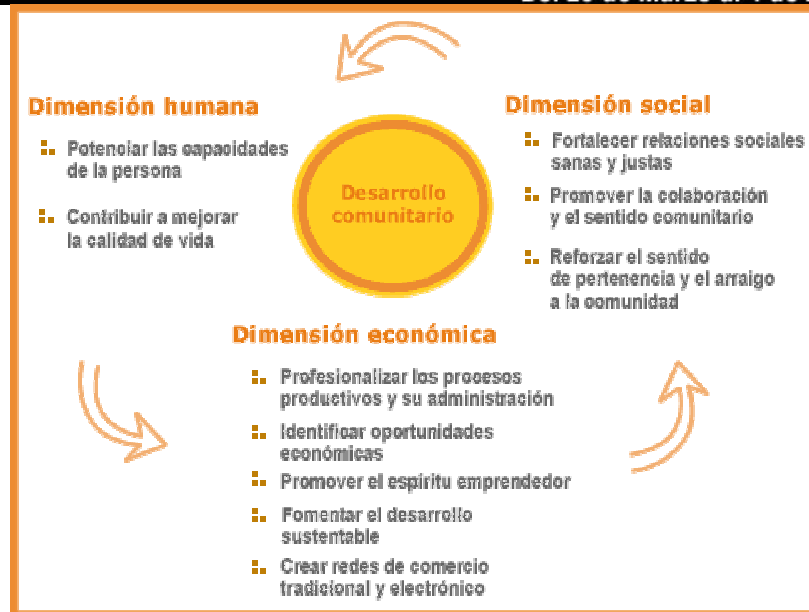 Dimensión humana
Potenciar las capacidades
de la persona
Contribuir a mejorar
la calidad de vida
Desarrollo
comunitario
Dimensión social
Fortalecer relaciones sociales
sanas y justas
Promover la colaboración
y el sentido comunitario
Reforzar el sentido
de pertenencia y el arraigo
a la comunidad
Dimensión económica
Profesionalizar los procesos
productivos y su administración
Identificar oportunidades
económicas
Promover el espíritu emprendedor
Fomentar el desarrollo
sustentable
Crear redes de comercio
tradicional y electrónico